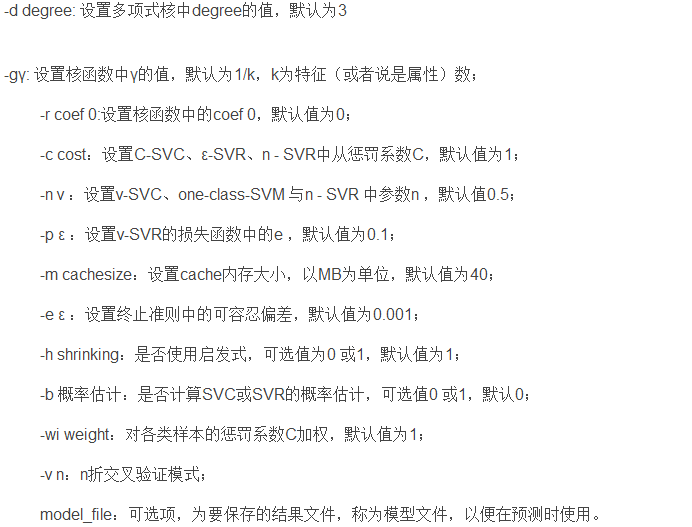 -d degree: 设置多项式核中degree的值，默认为3
-gγ: 设置核函数中γ的值，默认为1/k，k为特征（或者说是属性）数；
-r coef 0:设置核函数中的coef 0，默认值为0；
-c cost：设置C-SVC、ε-SVR、n - SVR中从惩罚系数C，默认值为1；
-n v ：设置v-SVC、one-class-SVM 与n - SVR 中参数n ，默认值0.5；
-p ε ：设置v-SVR的损失函数中的e ，默认值为0.1；
-m cachesize：设置cache内存大小，以MB为单位，默认值为40；
-e ε ：设置终止准则中的可容忍偏差，默认值为0.001；
-h shrinking：是否使用启发式，可选值为0 或1，默认值为1；
-b 概率估计：是否计算SVC或SVR的概率估计，可选值0 或1，默认0；
-wi weight：对各类样本的惩罚系数C加权，默认值为1；
-v n：n折交叉验证模式；
model_file：可选项，为要保存的结果文件，称为模型文件，以便在预测时使用。